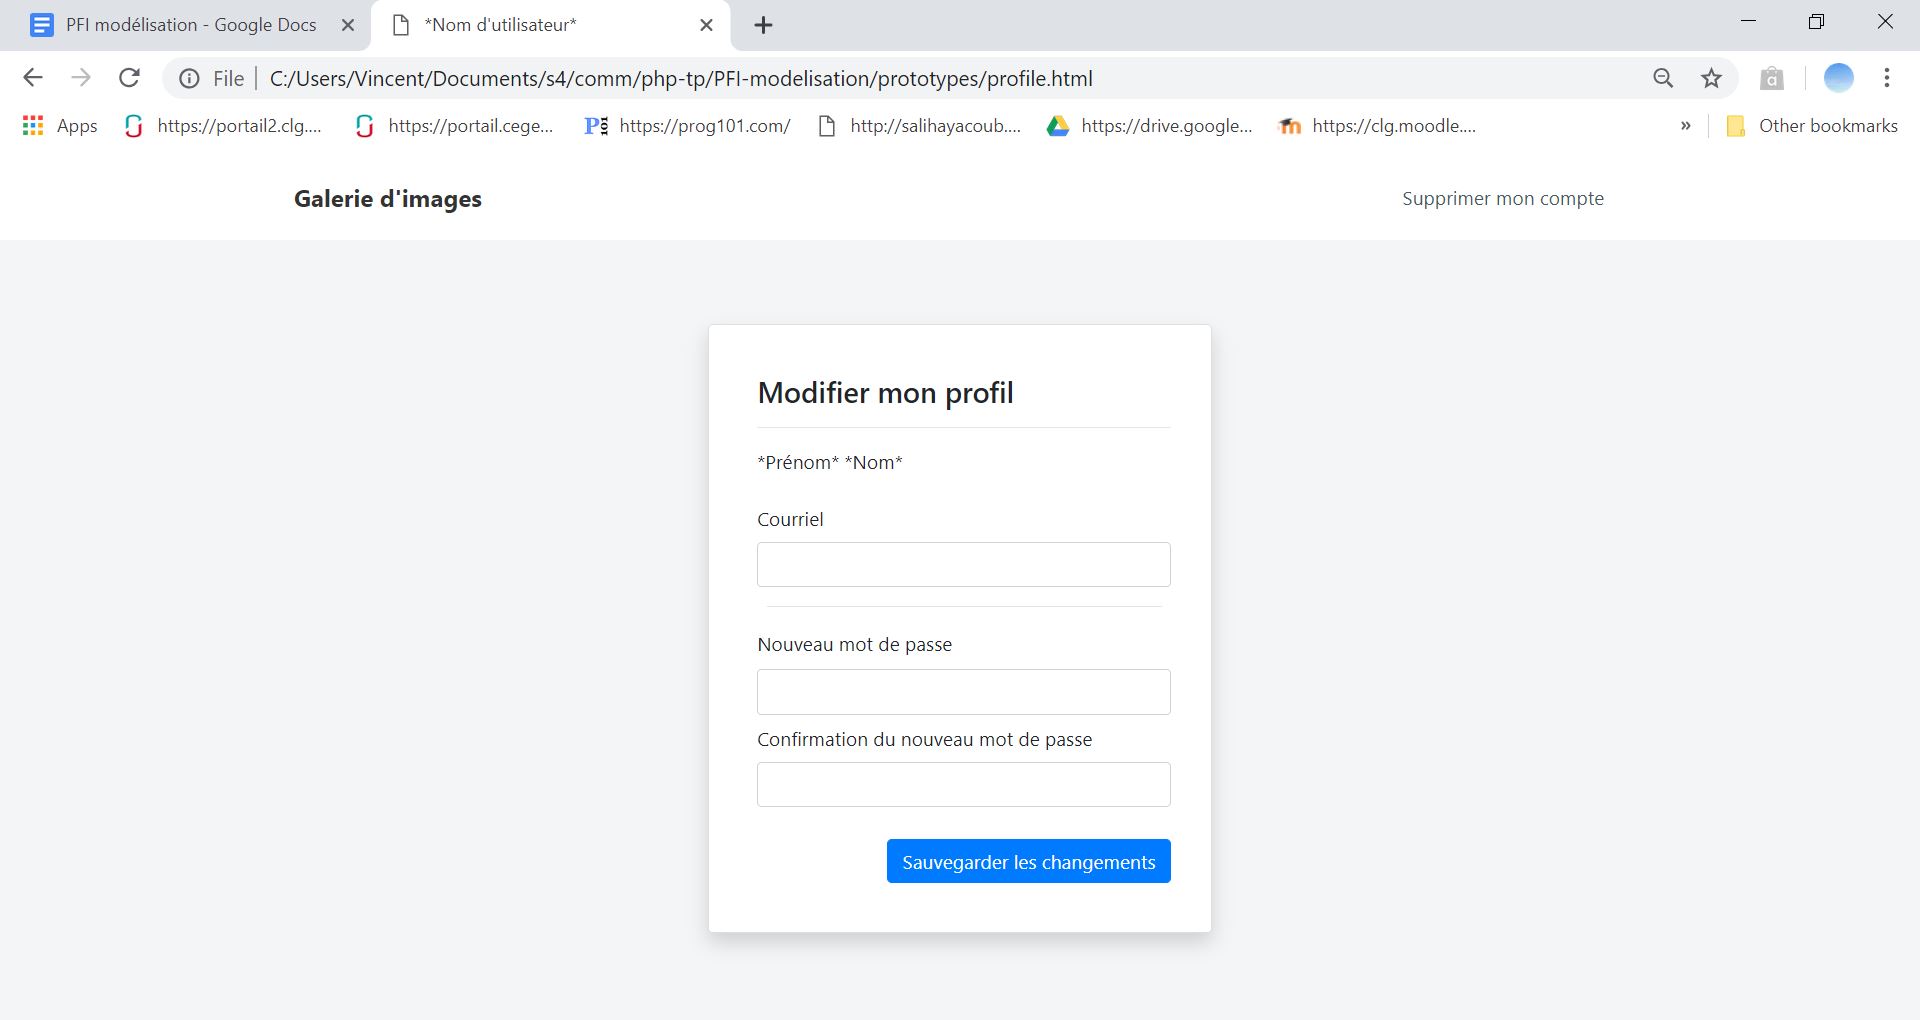 PFI modélisation - Google Docs
*Nom d'utilisateur*
File C:/Users/Vincent/Documents/s4/comm/php-tp/PFI-modelisation/prototypes/profile.html
Apps https://portail2.clg.... https://portail.cege... P101 https://prog101.com/ http://salihayacoub.... https://drive.google... https://clg.moodle.... » Other bookmarks
Galerie d'images Supprimer mon compte
Modifier mon profil
*Prénom* *Nom*
Courriel
Nouveau mot de passe
Confirmation du nouveau mot de passe
Sauvegarder les changements